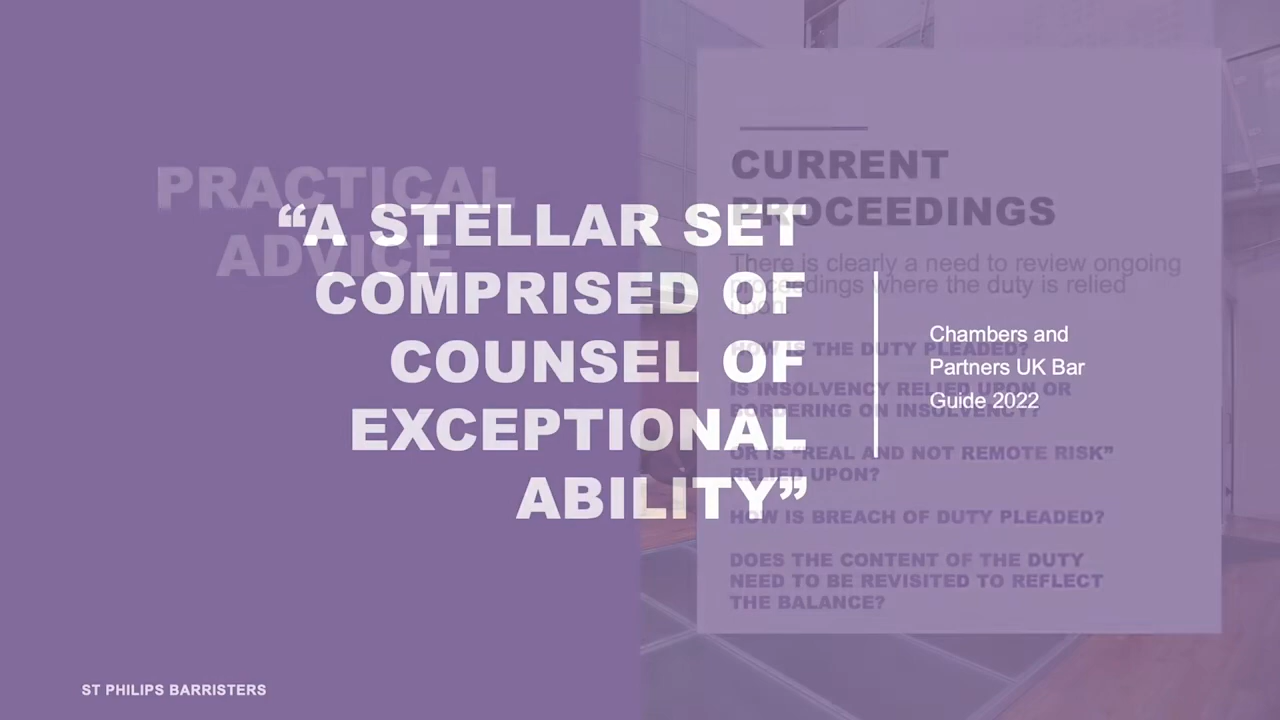 PRACTICAL
ADVICE
“A STELLAR SET
COMPRISED OF
COUNSEL OF
EXCEPTIONAL
ABILITY”
Chambers and
Partners UK Bar
Guide 2022
CURRENT
PROCEEDINGS
There is clearly a need to review ongoing
proceedings where the duty is relied
upon.
HOW IS THE DUTY PLEADED?
IS INSOLVENCY RELIED UPON OR
BORDERING ON INSOLVENCY?
OR IS “REAL AND NOT REMOTE RISK”
RELIED UPON?
HOW IS BREACH OF DUTY PLEADED?
DOES THE CONTENT OF THE DUTY
NEED TO BE REVISITED TO REFLECT
THE BALANCE?
ST PHILIPS BARRISTERS